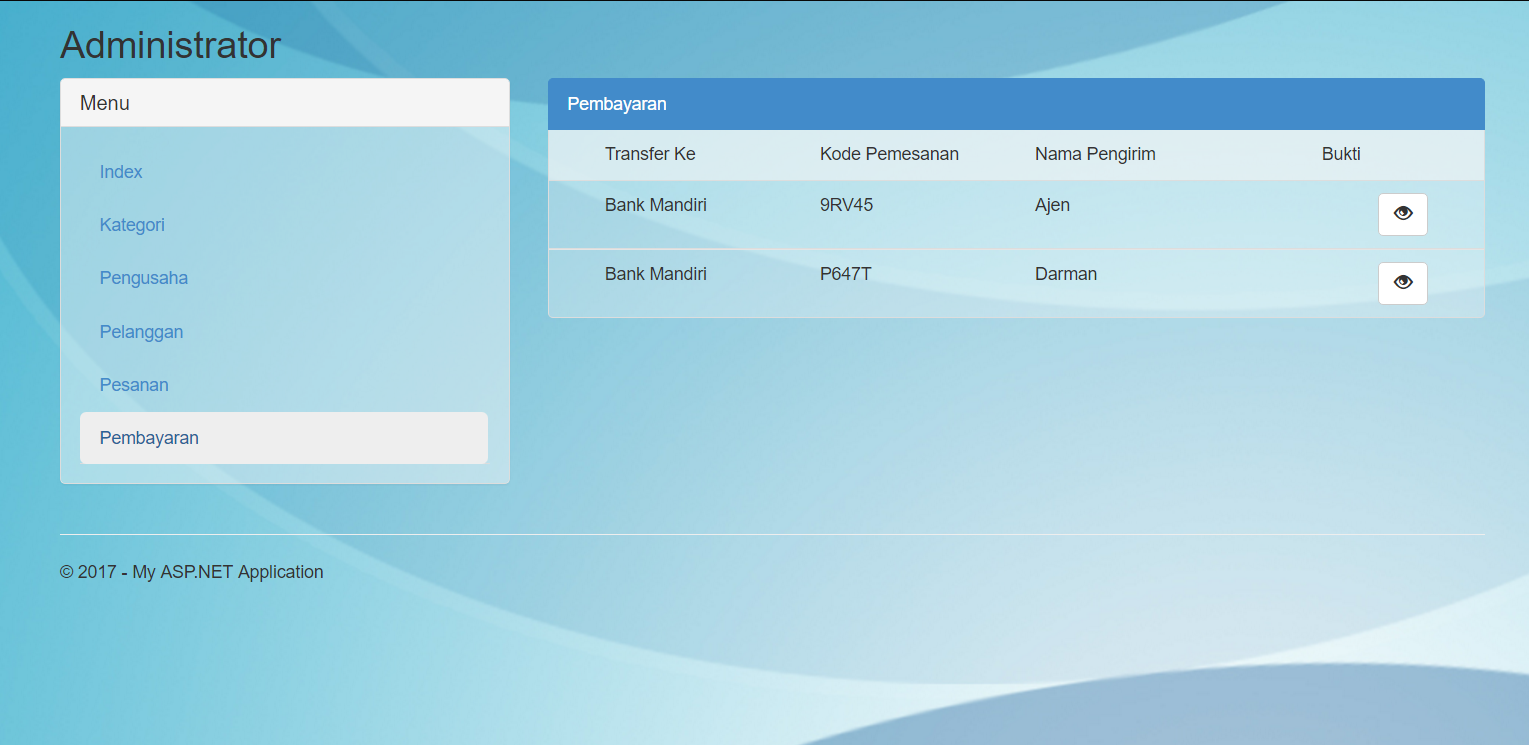 Administrator
Menu
Index
Kategori
Pengusaha
Pelanggan
Pesanan
Pembayaran
Pembayaran
Transfer Ke Kode Pemesanan Nama Pengirim Bukti
Bank Mandiri 9RV45 Ajen
Bank Mandiri P647T Darman
© 2017 - My ASP.NET Application